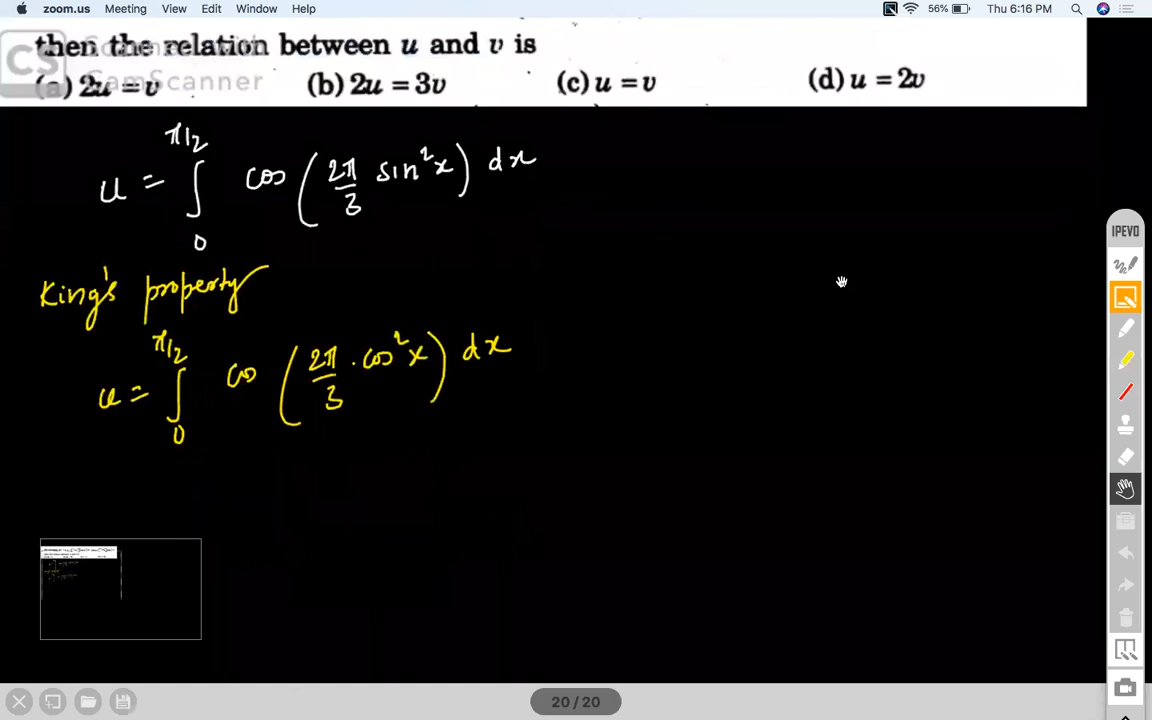 zoom.us Meeting View Edit Window Help 56% Thu 6:16 PM
then the relation between u and v is
CS CamScanner
(a) 2u = v (b) 2u = 3v (c) u = v (d) u = 2v
u = ∫₀^{π/2} cos(2π/3 sin²x) dx
IPEVO
King's property
u = ∫₀^{π/2} cos(2π/3 · cos²x) dx
20 / 20